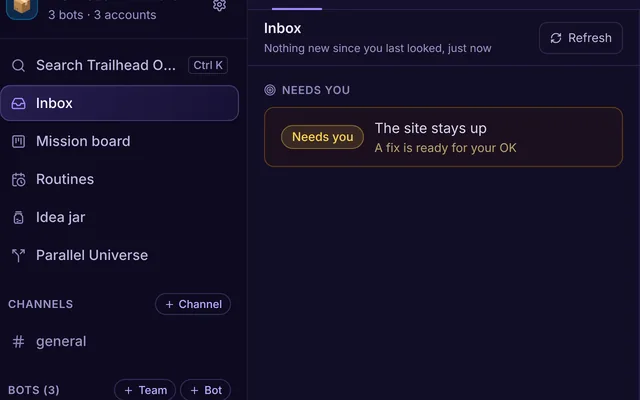 3 bots · 3 accounts
Search Trailhead O... Ctrl K
Inbox
Mission board
Routines
Idea jar
Parallel Universe
CHANNELS + Channel
# general
BOTS (3) + Team + Bot
Inbox
Nothing new since you last looked, just now
Refresh
NEEDS YOU
Needs you
The site stays up
A fix is ready for your OK